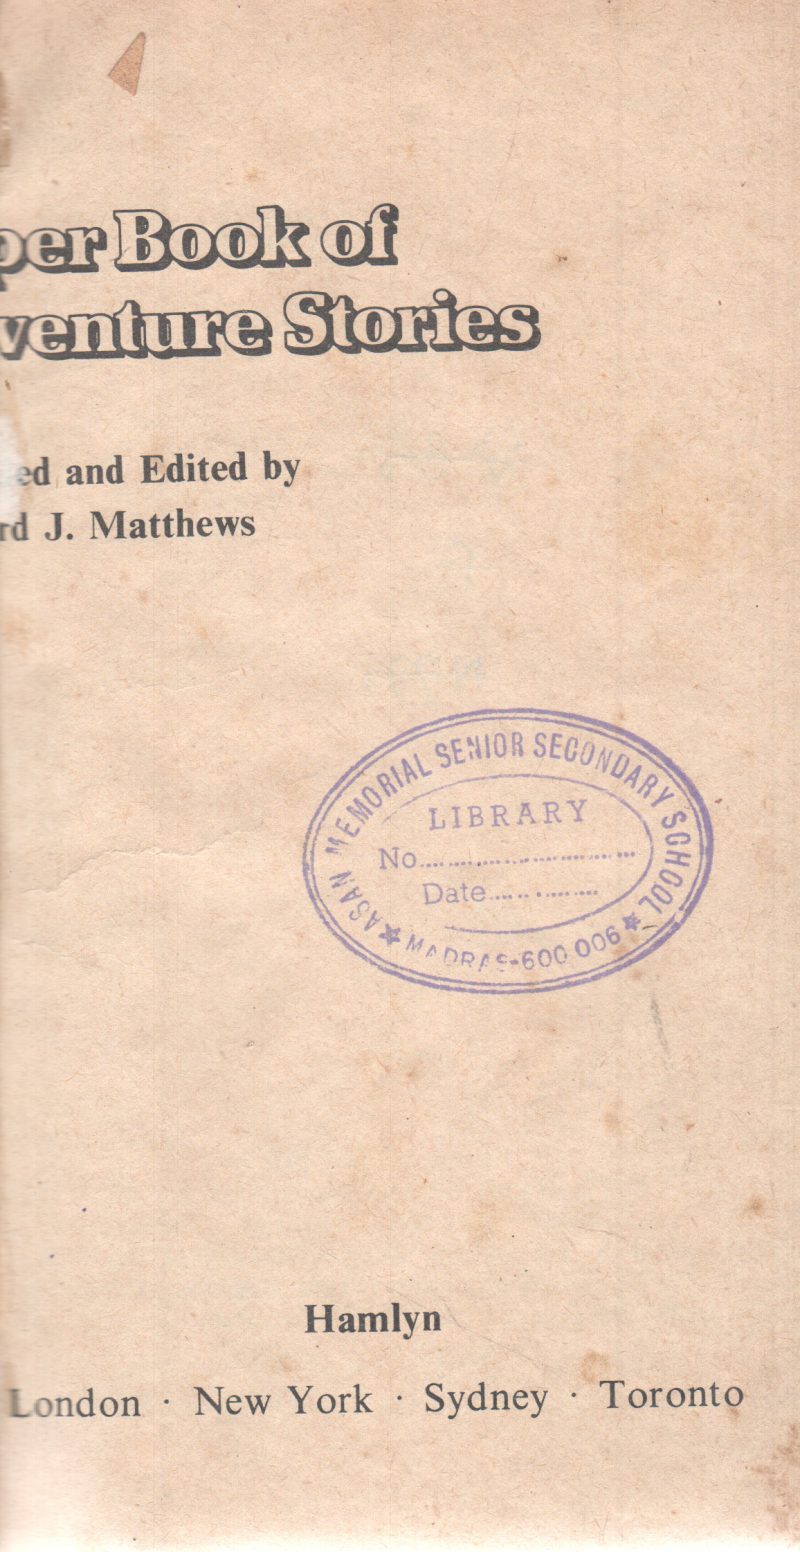 per Book of
venture Stories
ed and Edited by
rd J. Matthews
ASAN MEMORIAL SENIOR SECONDARY SCHOOL
LIBRARY
No.
Date
★ MADRAS-600 006 ★
Hamlyn
London · New York · Sydney · Toronto